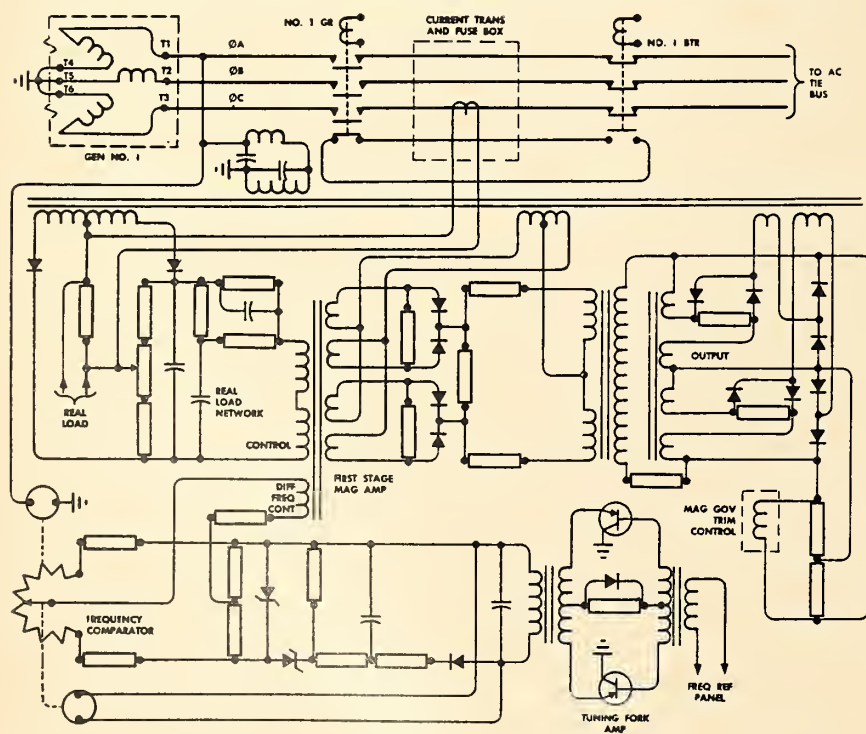 NO. 1 GR
CURRENT TRANS
AND FUSE BOX
NO. 1 BTR
T1
ØA
T4
T5
T2
ØB
T6
T3
ØC
GEN NO. 1
TO AC
TIE
BUS
REAL
LOAD
REAL
LOAD
NETWORK
CONTROL
FIRST STAGE
MAG AMP
OUTPUT
DIFF
FREQ
CONT
MAG GOV
TRIM
CONTROL
FREQUENCY
COMPARATOR
TUNING FORK
AMP
FREQ REF
PANEL